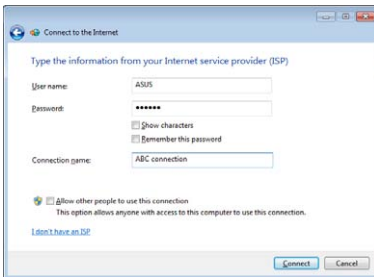 Connect to the Internet
Type the information from your Internet service provider (ISP)
User name: ASUS
Password: ••••••
Show characters
Remember this password
Connection name: ABC connection
Allow other people to use this connection
This option allows anyone with access to this computer to use this connection.
I don't have an ISP
Connect Cancel